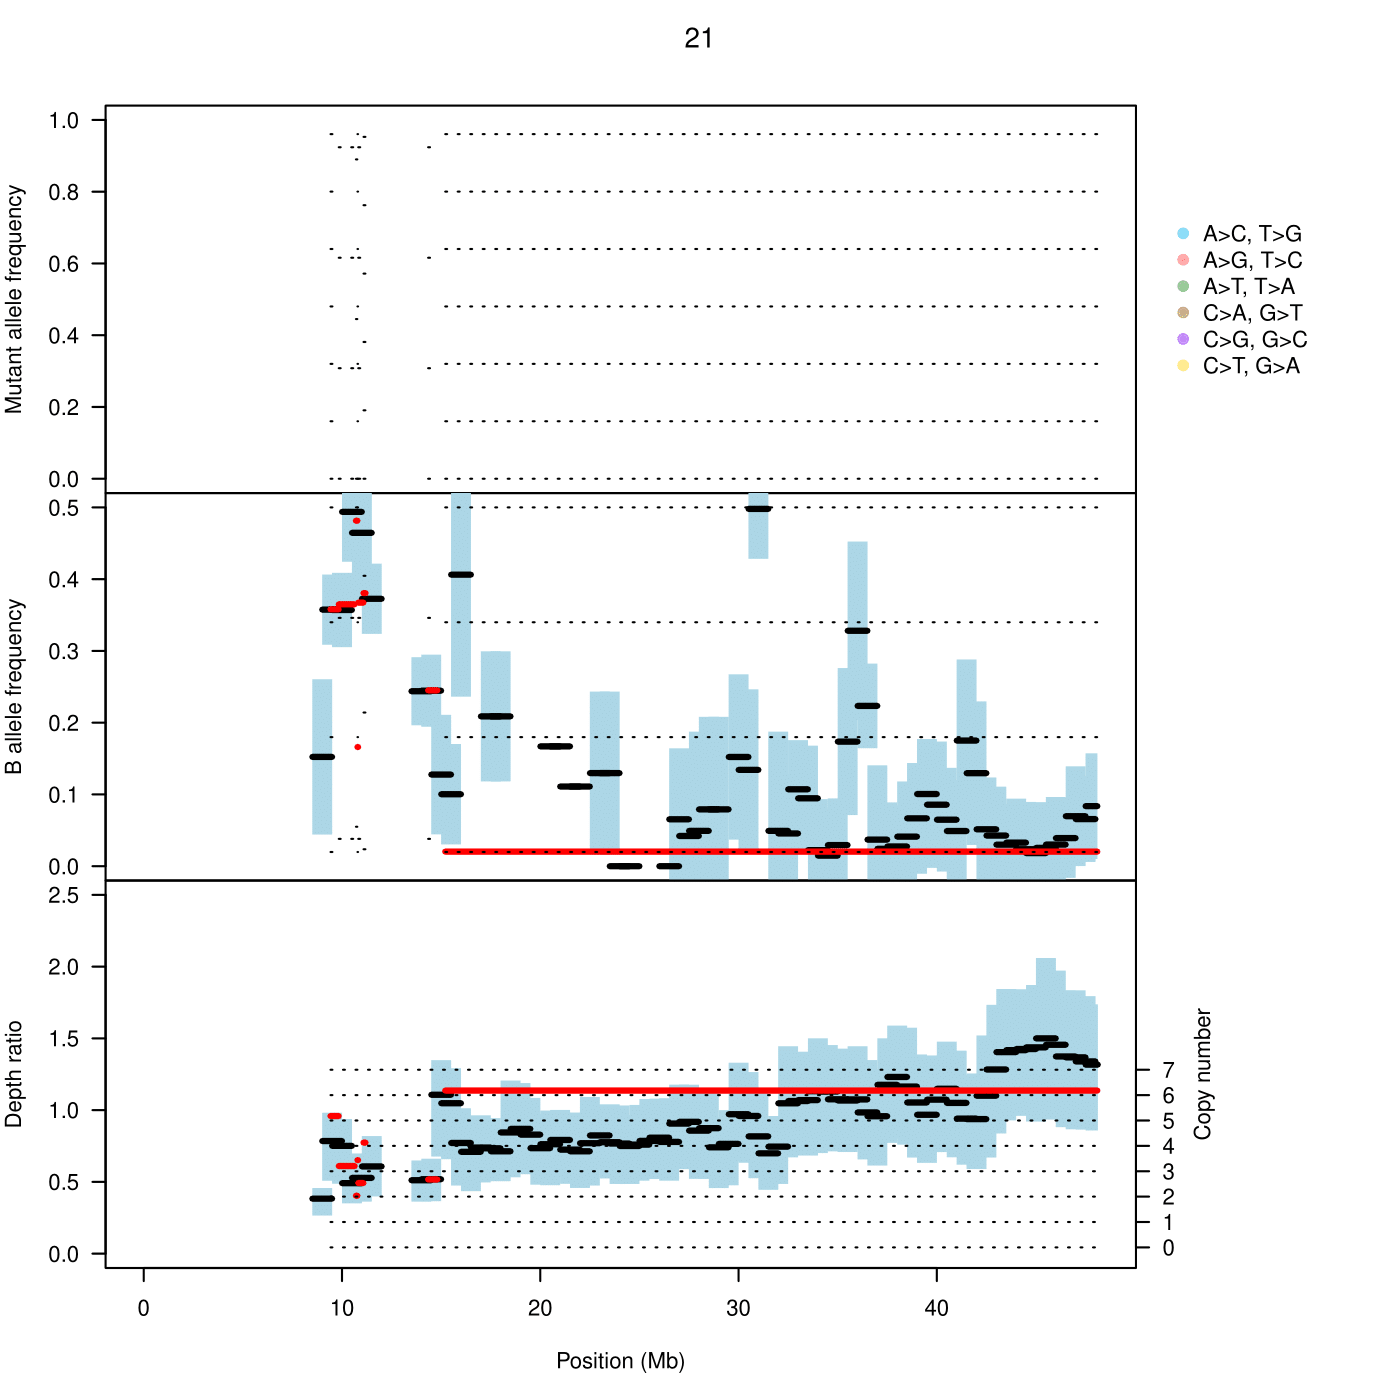 21
Mutant allele frequency
1.0
0.8
0.6
0.4
0.2
0.0
A>C, T>G
A>G, T>C
A>T, T>A
C>A, G>T
C>G, G>C
C>T, G>A
B allele frequency
0.5
0.4
0.3
0.2
0.1
0.0
Depth ratio
2.5
2.0
1.5
1.0
0.5
0.0
Copy number
7
6
5
4
3
2
1
0
0 10 20 30 40
Position (Mb)